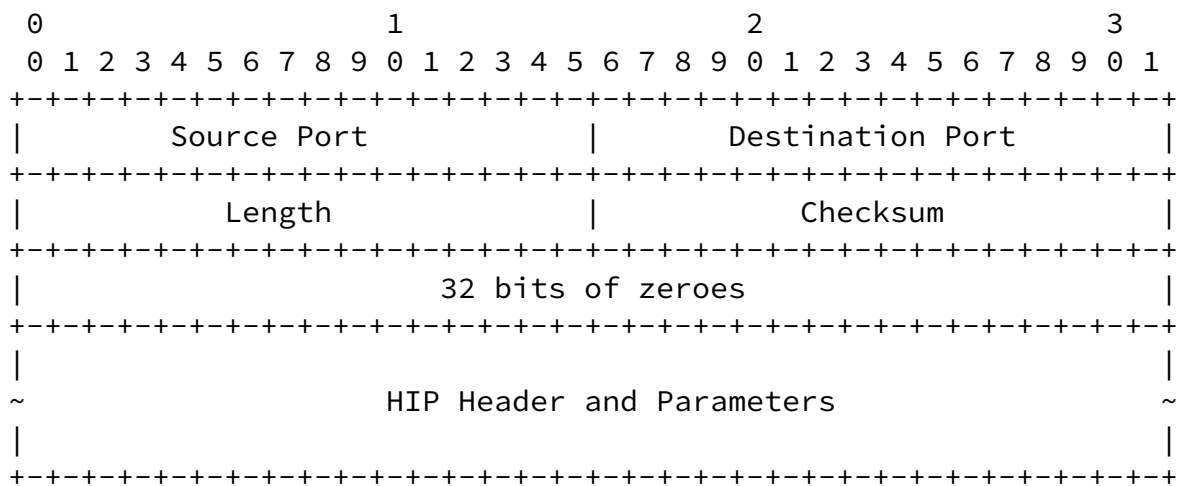 0                   1                   2                   3
 0 1 2 3 4 5 6 7 8 9 0 1 2 3 4 5 6 7 8 9 0 1 2 3 4 5 6 7 8 9 0 1
+-+-+-+-+-+-+-+-+-+-+-+-+-+-+-+-+-+-+-+-+-+-+-+-+-+-+-+-+-+-+-+-+
|        Source Port            |       Destination Port        |
+-+-+-+-+-+-+-+-+-+-+-+-+-+-+-+-+-+-+-+-+-+-+-+-+-+-+-+-+-+-+-+-+
|           Length              |           Checksum            |
+-+-+-+-+-+-+-+-+-+-+-+-+-+-+-+-+-+-+-+-+-+-+-+-+-+-+-+-+-+-+-+-+
|                       32 bits of zeroes                       |
+-+-+-+-+-+-+-+-+-+-+-+-+-+-+-+-+-+-+-+-+-+-+-+-+-+-+-+-+-+-+-+-+
|                                                               |
~                    HIP Header and Parameters                  ~
|                                                               |
+-+-+-+-+-+-+-+-+-+-+-+-+-+-+-+-+-+-+-+-+-+-+-+-+-+-+-+-+-+-+-+-+